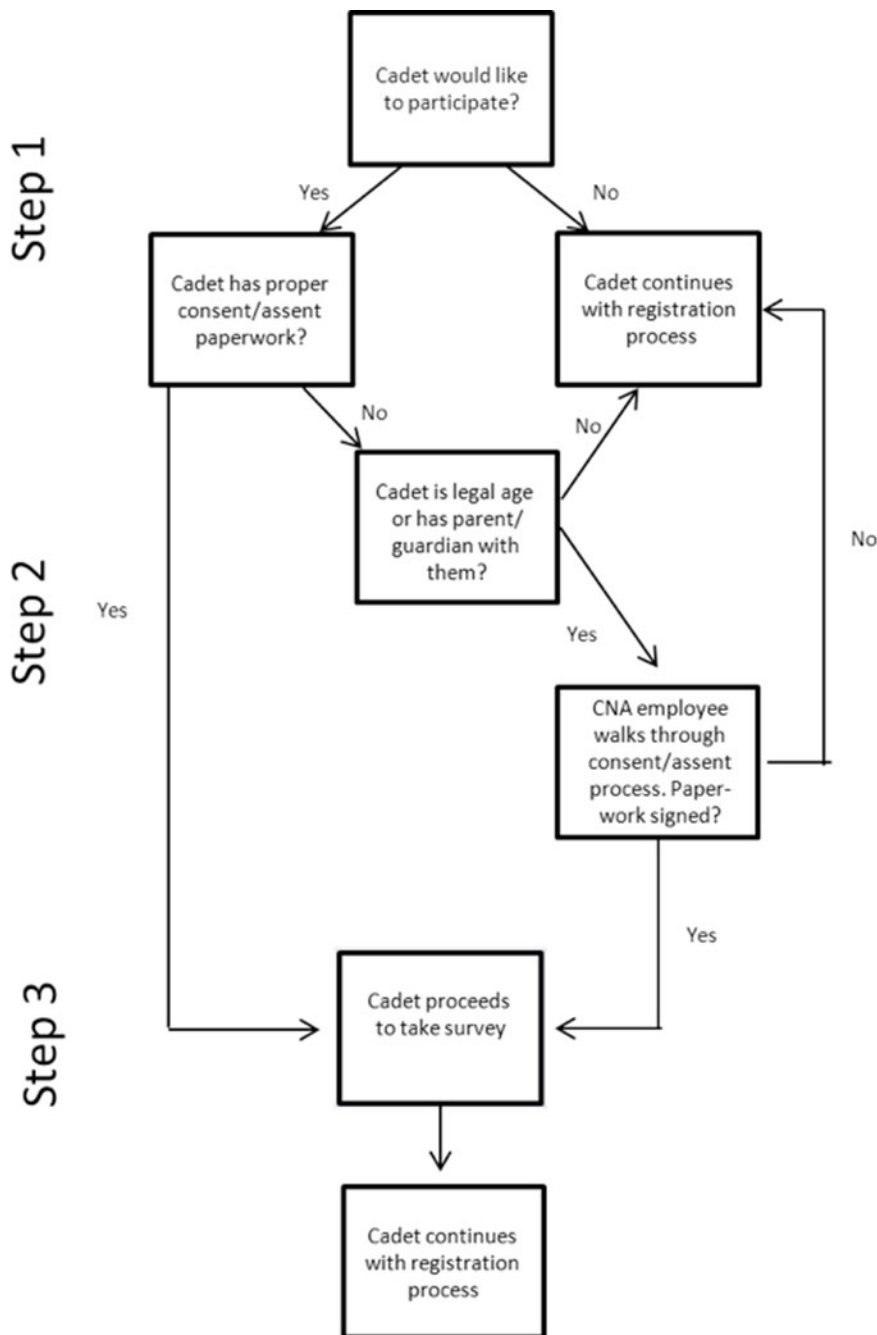 Cadet would like
to participate?
Step 1
Yes
No
Cadet has proper
consent/assent
paperwork?
Cadet continues
with registration
process
No
No
Cadet is legal age
or has parent/
guardian with
them?
No
Step 2
Yes
Yes
CNA employee
walks through
consent/assent
process. Paper-
work signed?
Yes
Step 3
Cadet proceeds
to take survey
Cadet continues
with registration
process